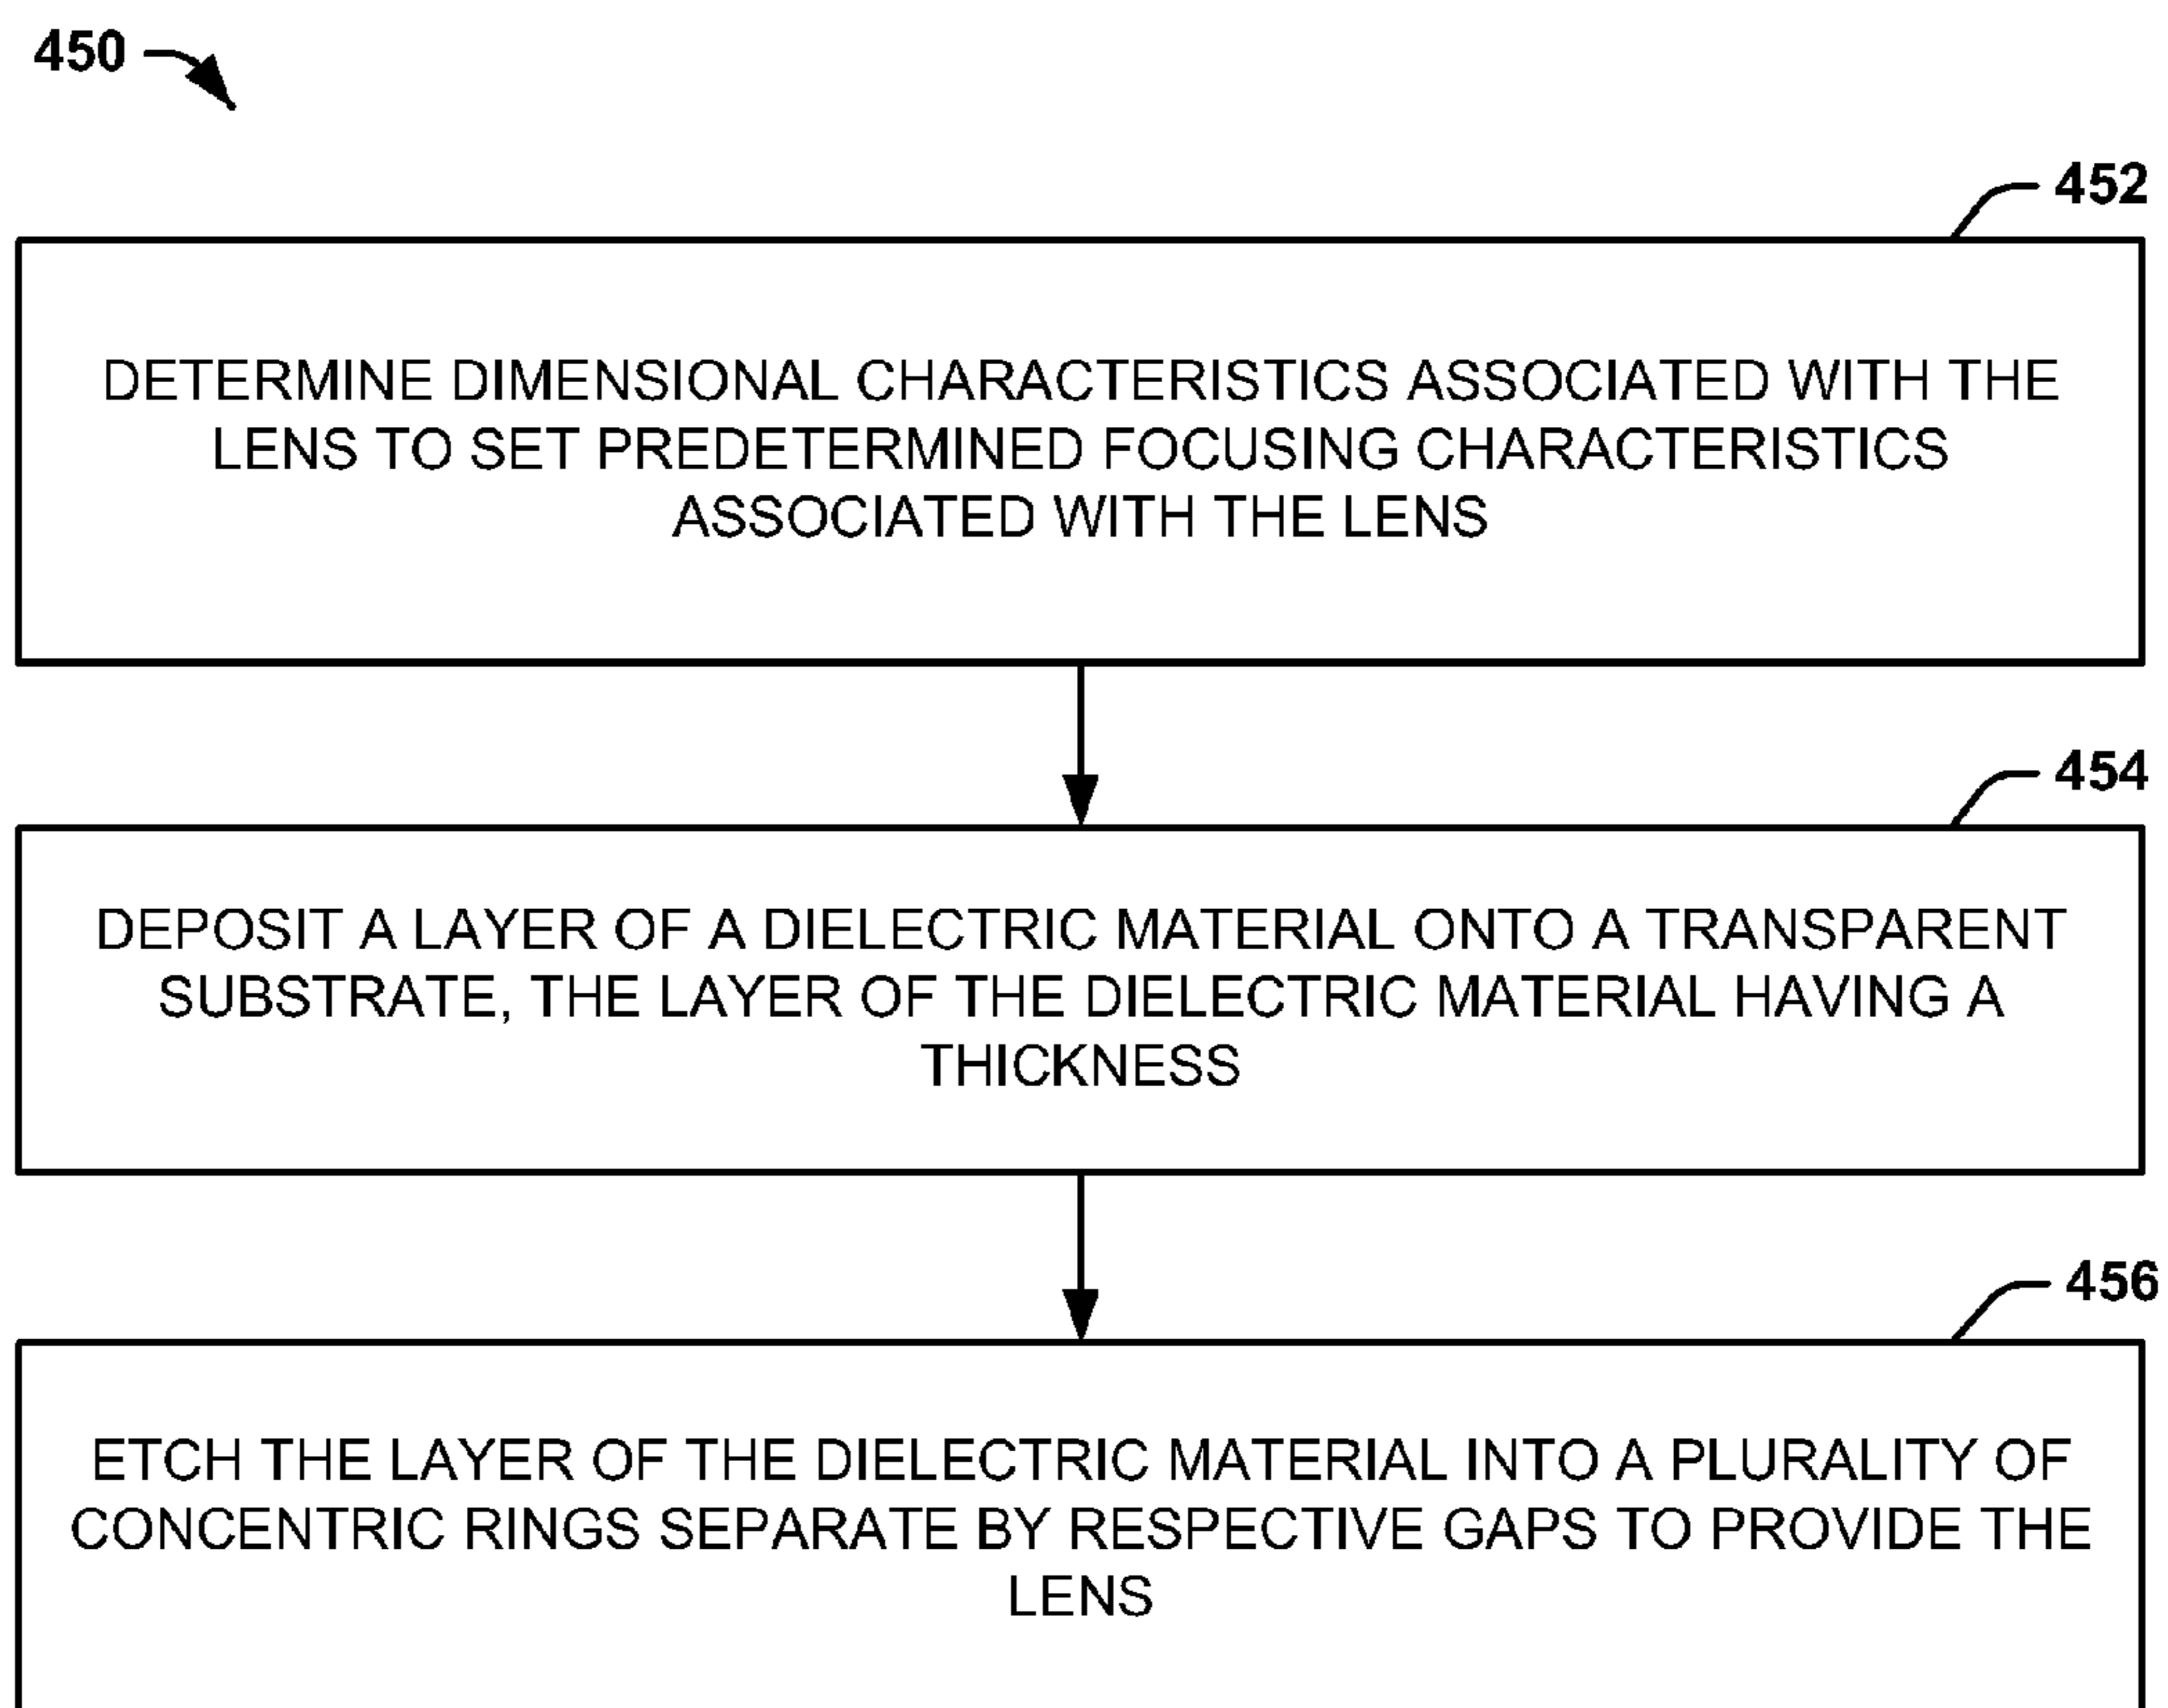 450
452
DETERMINE DIMENSIONAL CHARACTERISTICS ASSOCIATED WITH THE
LENS TO SET PREDETERMINED FOCUSING CHARACTERISTICS
ASSOCIATED WITH THE LENS
454
DEPOSIT A LAYER OF A DIELECTRIC MATERIAL ONTO A TRANSPARENT
SUBSTRATE, THE LAYER OF THE DIELECTRIC MATERIAL HAVING A
THICKNESS
456
ETCH THE LAYER OF THE DIELECTRIC MATERIAL INTO A PLURALITY OF
CONCENTRIC RINGS SEPARATE BY RESPECTIVE GAPS TO PROVIDE THE
LENS